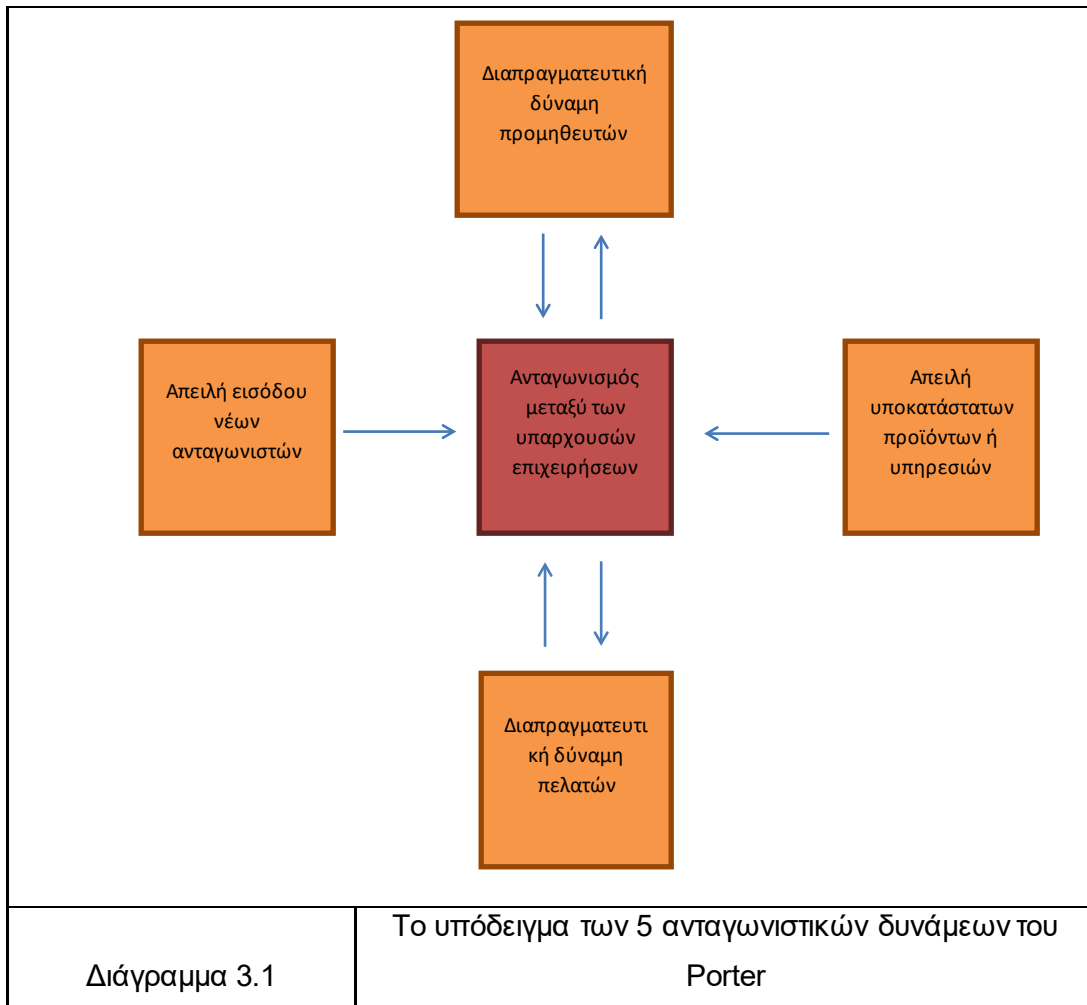 Διαπραγματευτική
δύναμη
προμηθευτών
Απειλή εισόδου
νέων
ανταγωνιστών
Ανταγωνισμός
μεταξύ των
υπαρχουσών
επιχειρήσεων
Απειλή
υποκατάστατων
προϊόντων ή
υπηρεσιών
Διαπραγματευτι
κή δύναμη
πελατών
Διάγραμμα 3.1
Το υπόδειγμα των 5 ανταγωνιστικών δυνάμεων του
Porter